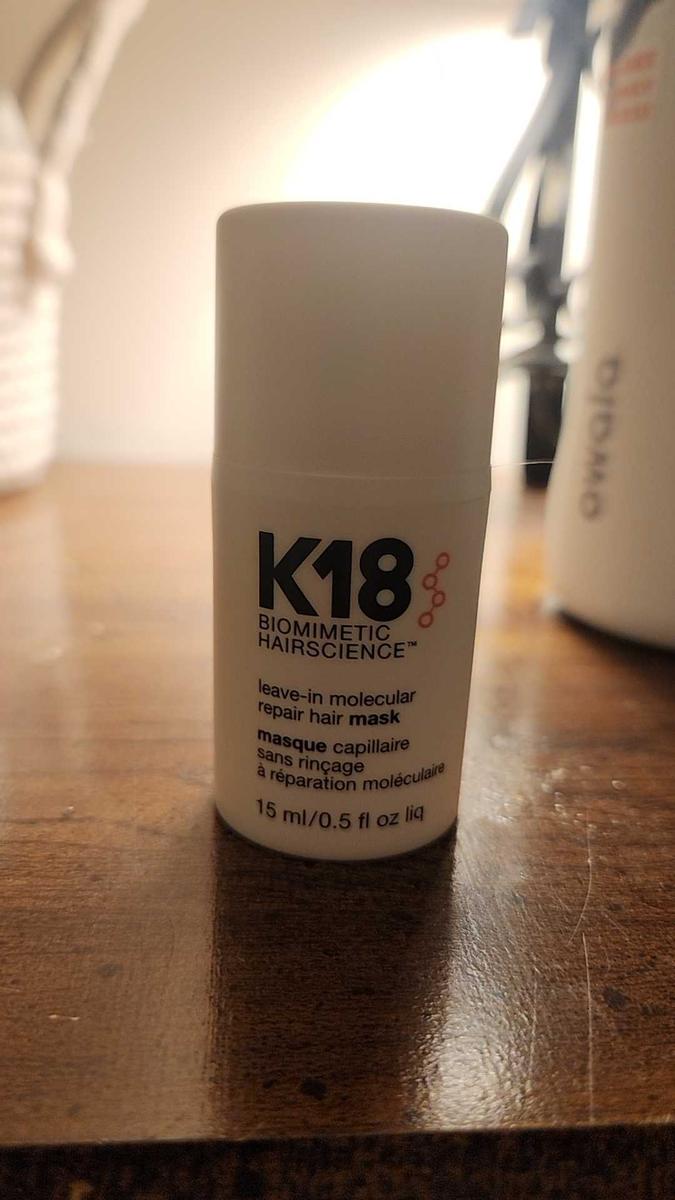 K18
BIOMIMETIC
HAIRSCIENCE™
leave-in molecular
repair hair mask
masque capillaire
sans rinçage
à réparation moléculaire
15 ml/0.5 fl oz liq
owala